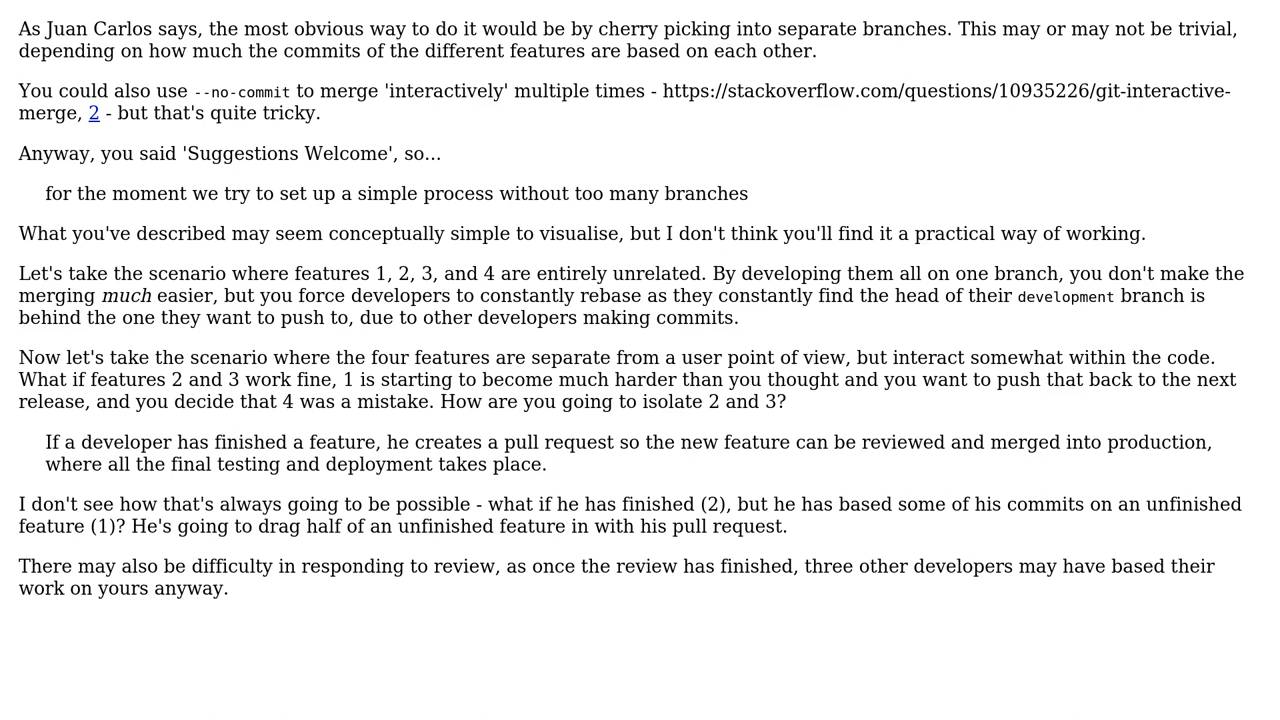 As Juan Carlos says, the most obvious way to do it would be by cherry picking into separate branches. This may or may not be trivial,
depending on how much the commits of the different features are based on each other.
You could also use --no-commit to merge 'interactively' multiple times - https://stackoverflow.com/questions/10935226/git-interactive-
merge, 2 - but that's quite tricky.
Anyway, you said 'Suggestions Welcome', so...
for the moment we try to set up a simple process without too many branches
What you've described may seem conceptually simple to visualise, but I don't think you'll find it a practical way of working.
Let's take the scenario where features 1, 2, 3, and 4 are entirely unrelated. By developing them all on one branch, you don't make the
merging much easier, but you force developers to constantly rebase as they constantly find the head of their development branch is
behind the one they want to push to, due to other developers making commits.
Now let's take the scenario where the four features are separate from a user point of view, but interact somewhat within the code.
What if features 2 and 3 work fine, 1 is starting to become much harder than you thought and you want to push that back to the next
release, and you decide that 4 was a mistake. How are you going to isolate 2 and 3?
If a developer has finished a feature, he creates a pull request so the new feature can be reviewed and merged into production,
where all the final testing and deployment takes place.
I don't see how that's always going to be possible - what if he has finished (2), but he has based some of his commits on an unfinished
feature (1)? He's going to drag half of an unfinished feature in with his pull request.
There may also be difficulty in responding to review, as once the review has finished, three other developers may have based their
work on yours anyway.